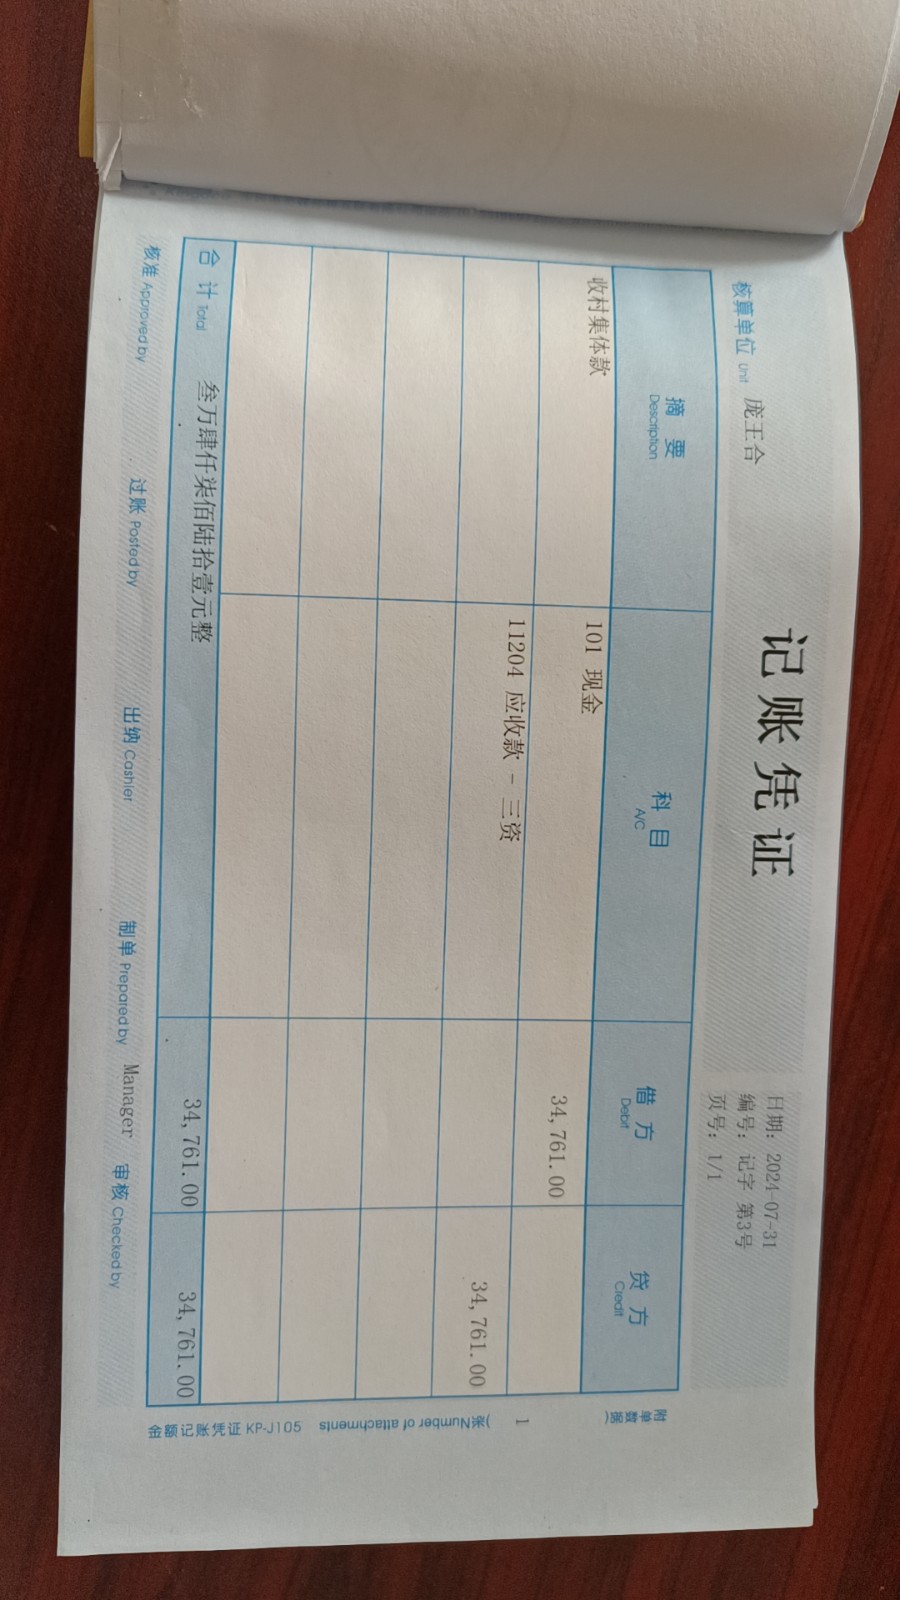 记账凭证
日期: 2024-07-31
编号: 记字 第3号
页号: 1/1
核算单位 Unit 庞王合
摘要 Description 科目 A/C 借方 Debit 贷方 Credit
收村集体款 101 现金 34,761.00
11204 应收款 - 三资 34,761.00
合计 Total 叁万肆仟柒佰陆拾壹元整 34,761.00 34,761.00
核准 Approved by 过账 Posted by 出纳 Cashier 制单 Prepared by Manager 审核 Checked by
附单据数( 1 张) Number of attachments
金额记账凭证 KP-J105